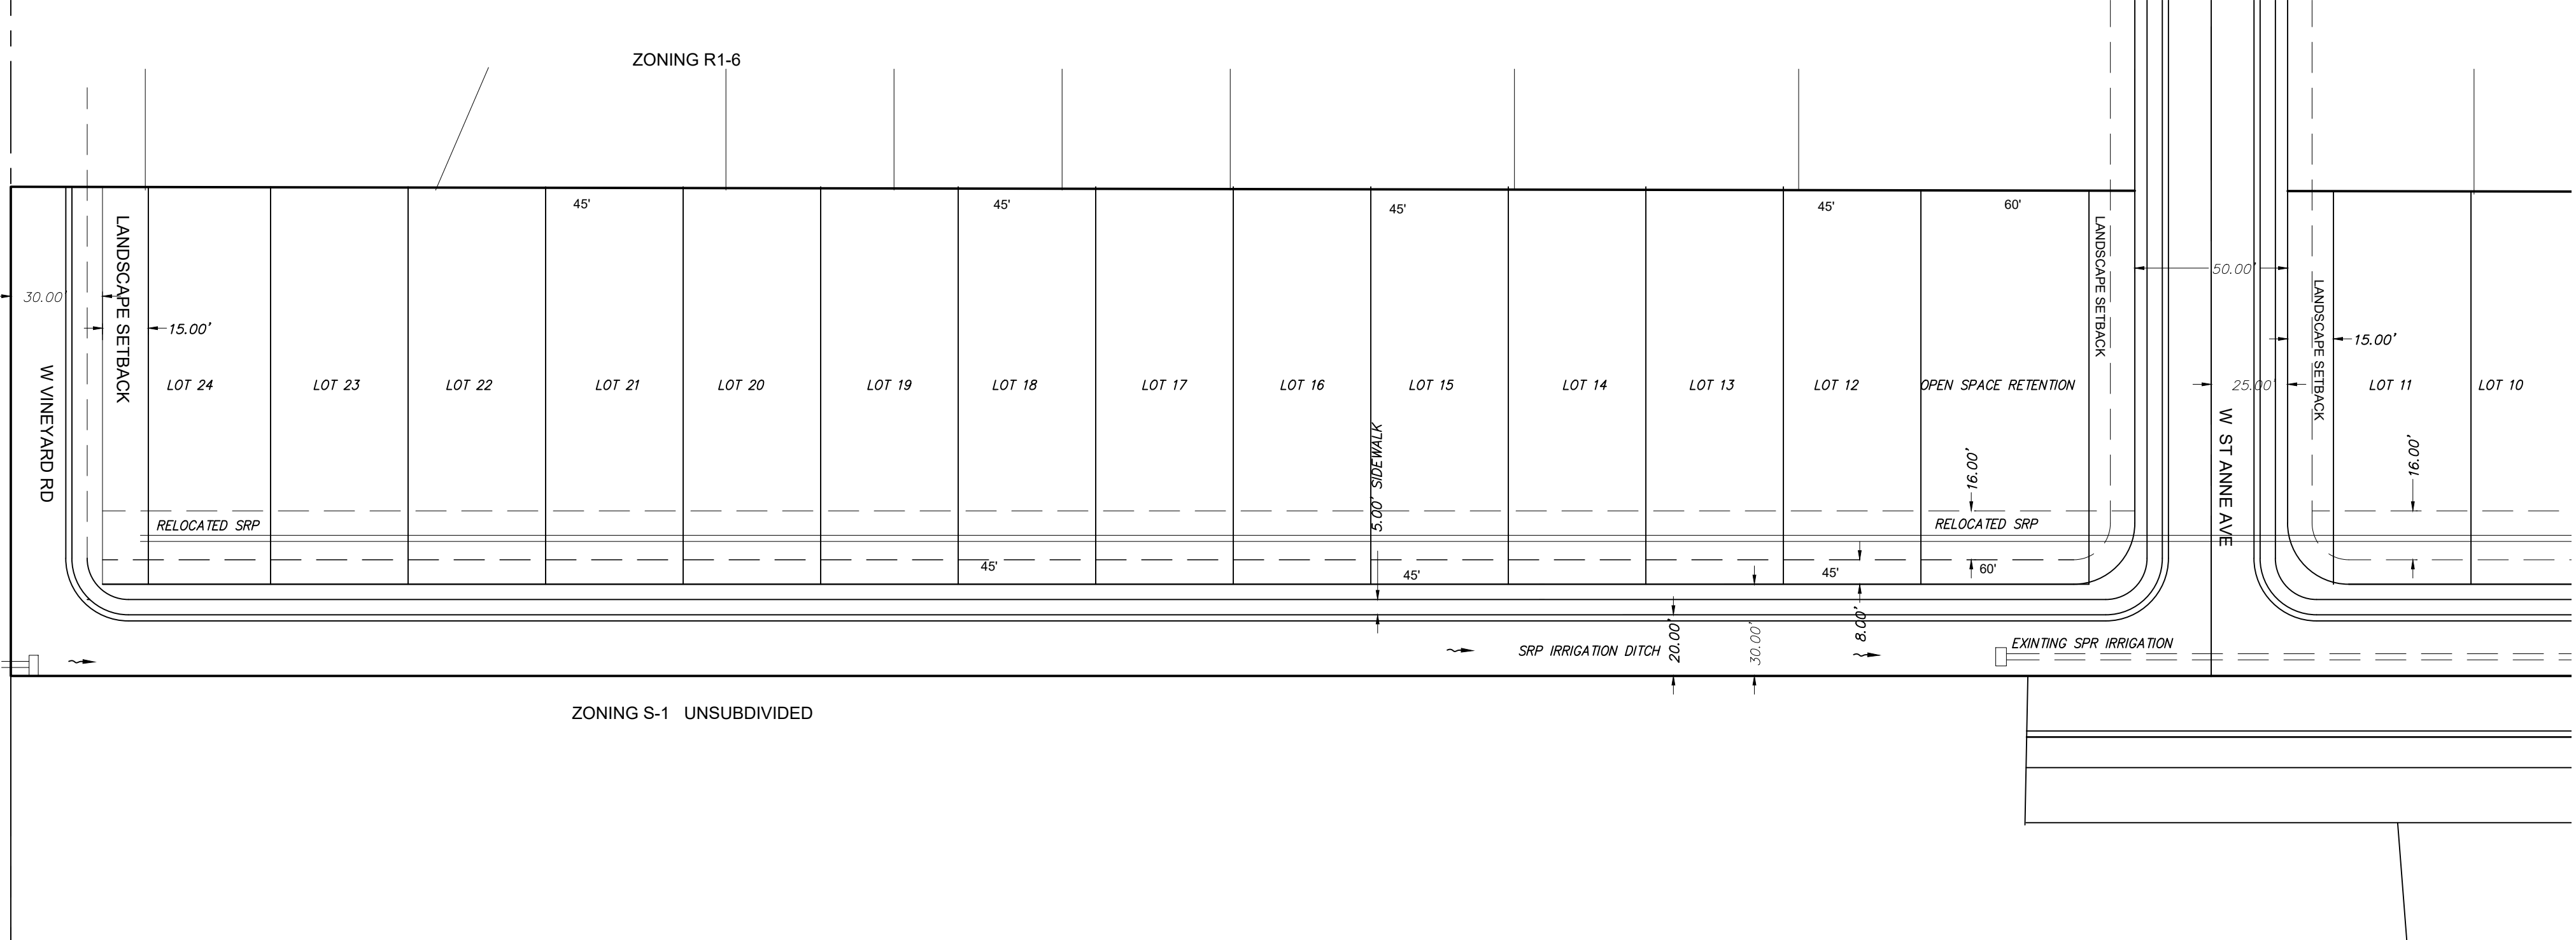 ZONING R1-6
45'
45'
45'
45'
60'
LANDSCAPE SETBACK
LANDSCAPE SETBACK
50.00'
30.00'
15.00'
LANDSCAPE SETBACK
15.00'
W VINEYARD RD
LOT 24
LOT 23
LOT 22
LOT 21
LOT 20
LOT 19
LOT 18
LOT 17
LOT 16
LOT 15
LOT 14
LOT 13
LOT 12
OPEN SPACE RETENTION
25.00'
LOT 11
LOT 10
W ST ANNE AVE
5.00' SIDEWALK
16.00'
16.00'
RELOCATED SRP
RELOCATED SRP
45'
45'
45'
60'
20.00'
30.00'
8.00'
SRP IRRIGATION DITCH
EXINTING SPR IRRIGATION
ZONING S-1 UNSUBDIVIDED